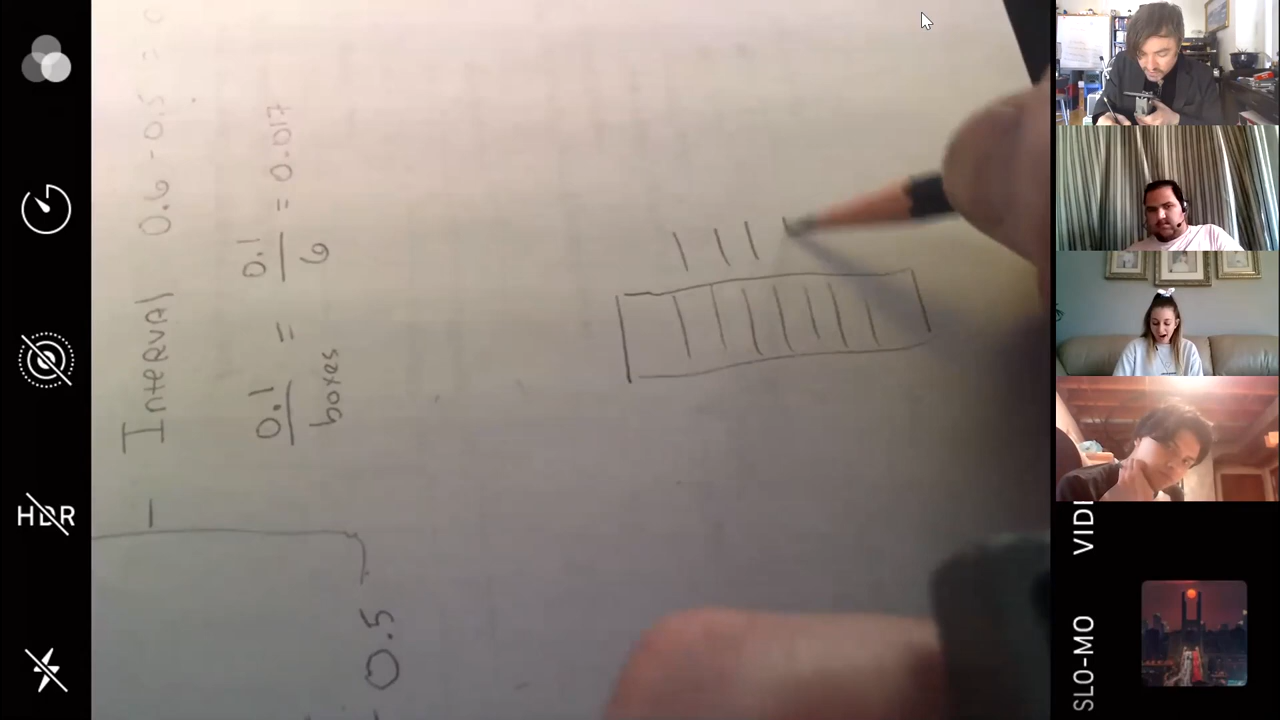 — Interval 0.6 - 0.5 = 0
0.1
boxes
= 0.1
6
= 0.017
- 0.5
HDR
VIDE
SLO-MO